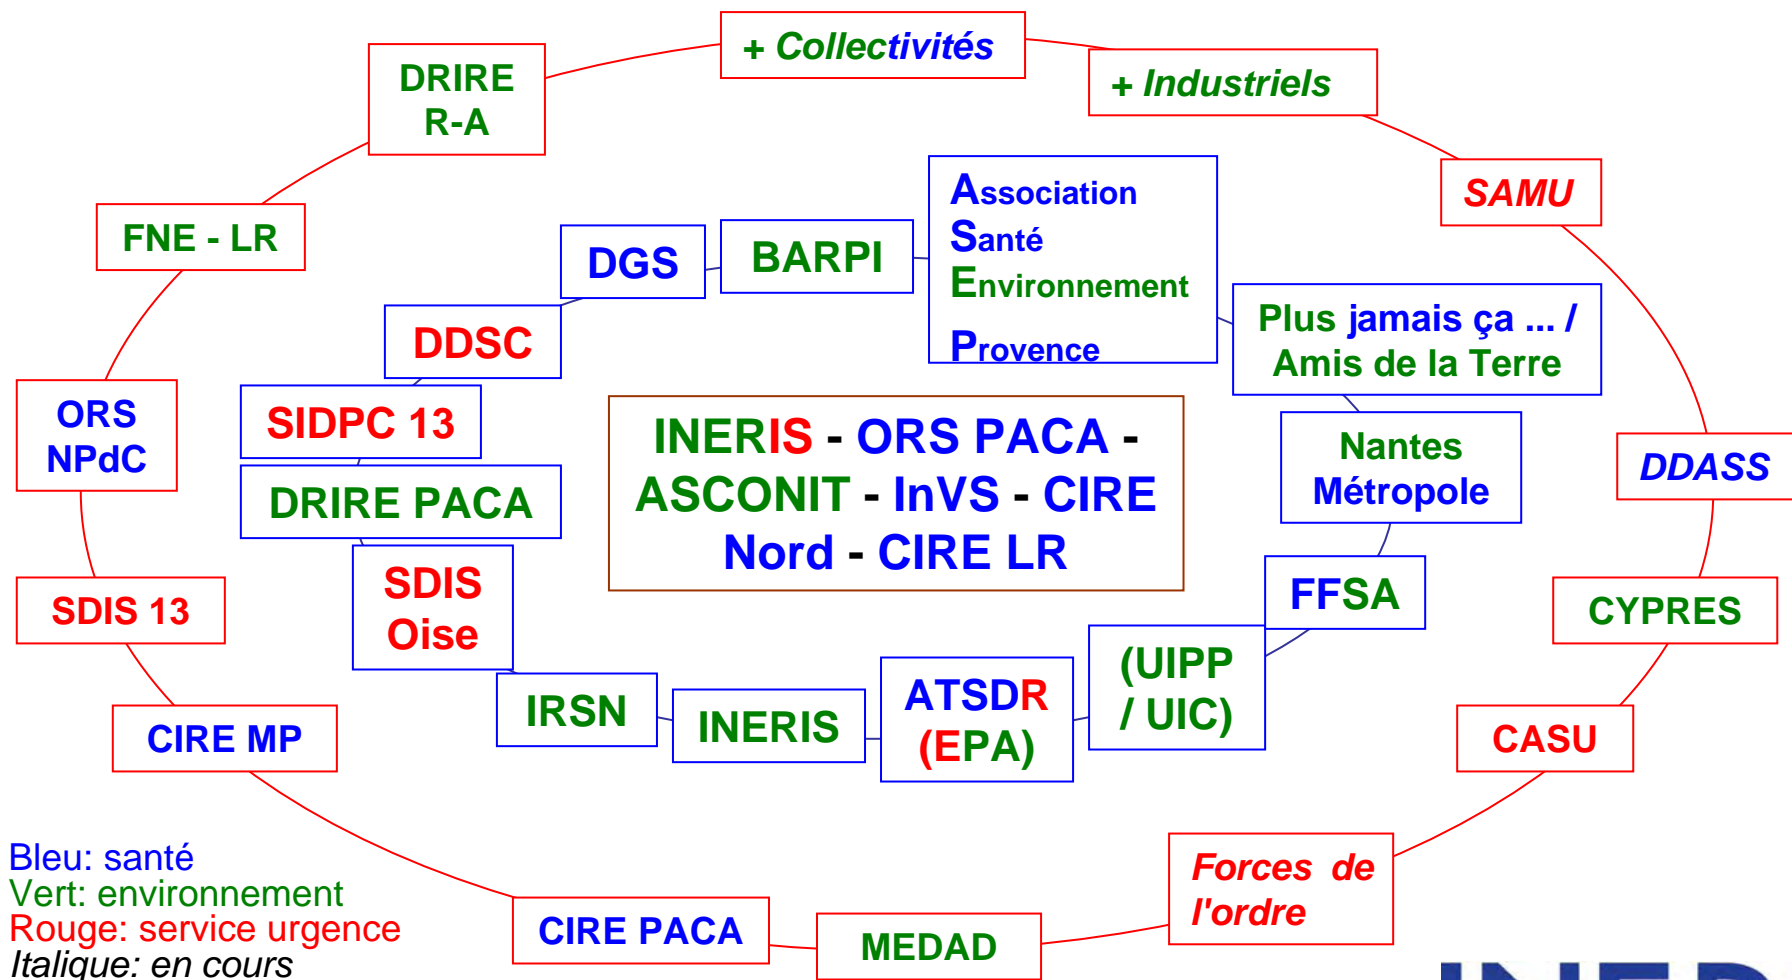 + Collectivités
DRIRE
R-A
+ Industriels
SAMU
FNE - LR
Association
Santé
Environnement
Provence
DGS
BARPI
Plus jamais ça ... /
Amis de la Terre
DDSC
ORS
NPdC
SIDPC 13
INERIS - ORS PACA -
ASCONIT - InVS - CIRE
Nord - CIRE LR
Nantes
Métropole
DDASS
DRIRE PACA
SDIS
Oise
FFSA
SDIS 13
CYPRES
(UIPP
/ UIC)
IRSN
INERIS
ATSDR
(EPA)
CIRE MP
CASU
Forces de
l'ordre
CIRE PACA
MEDAD
Bleu: santé
Vert: environnement
Rouge: service urgence
Italique: en cours